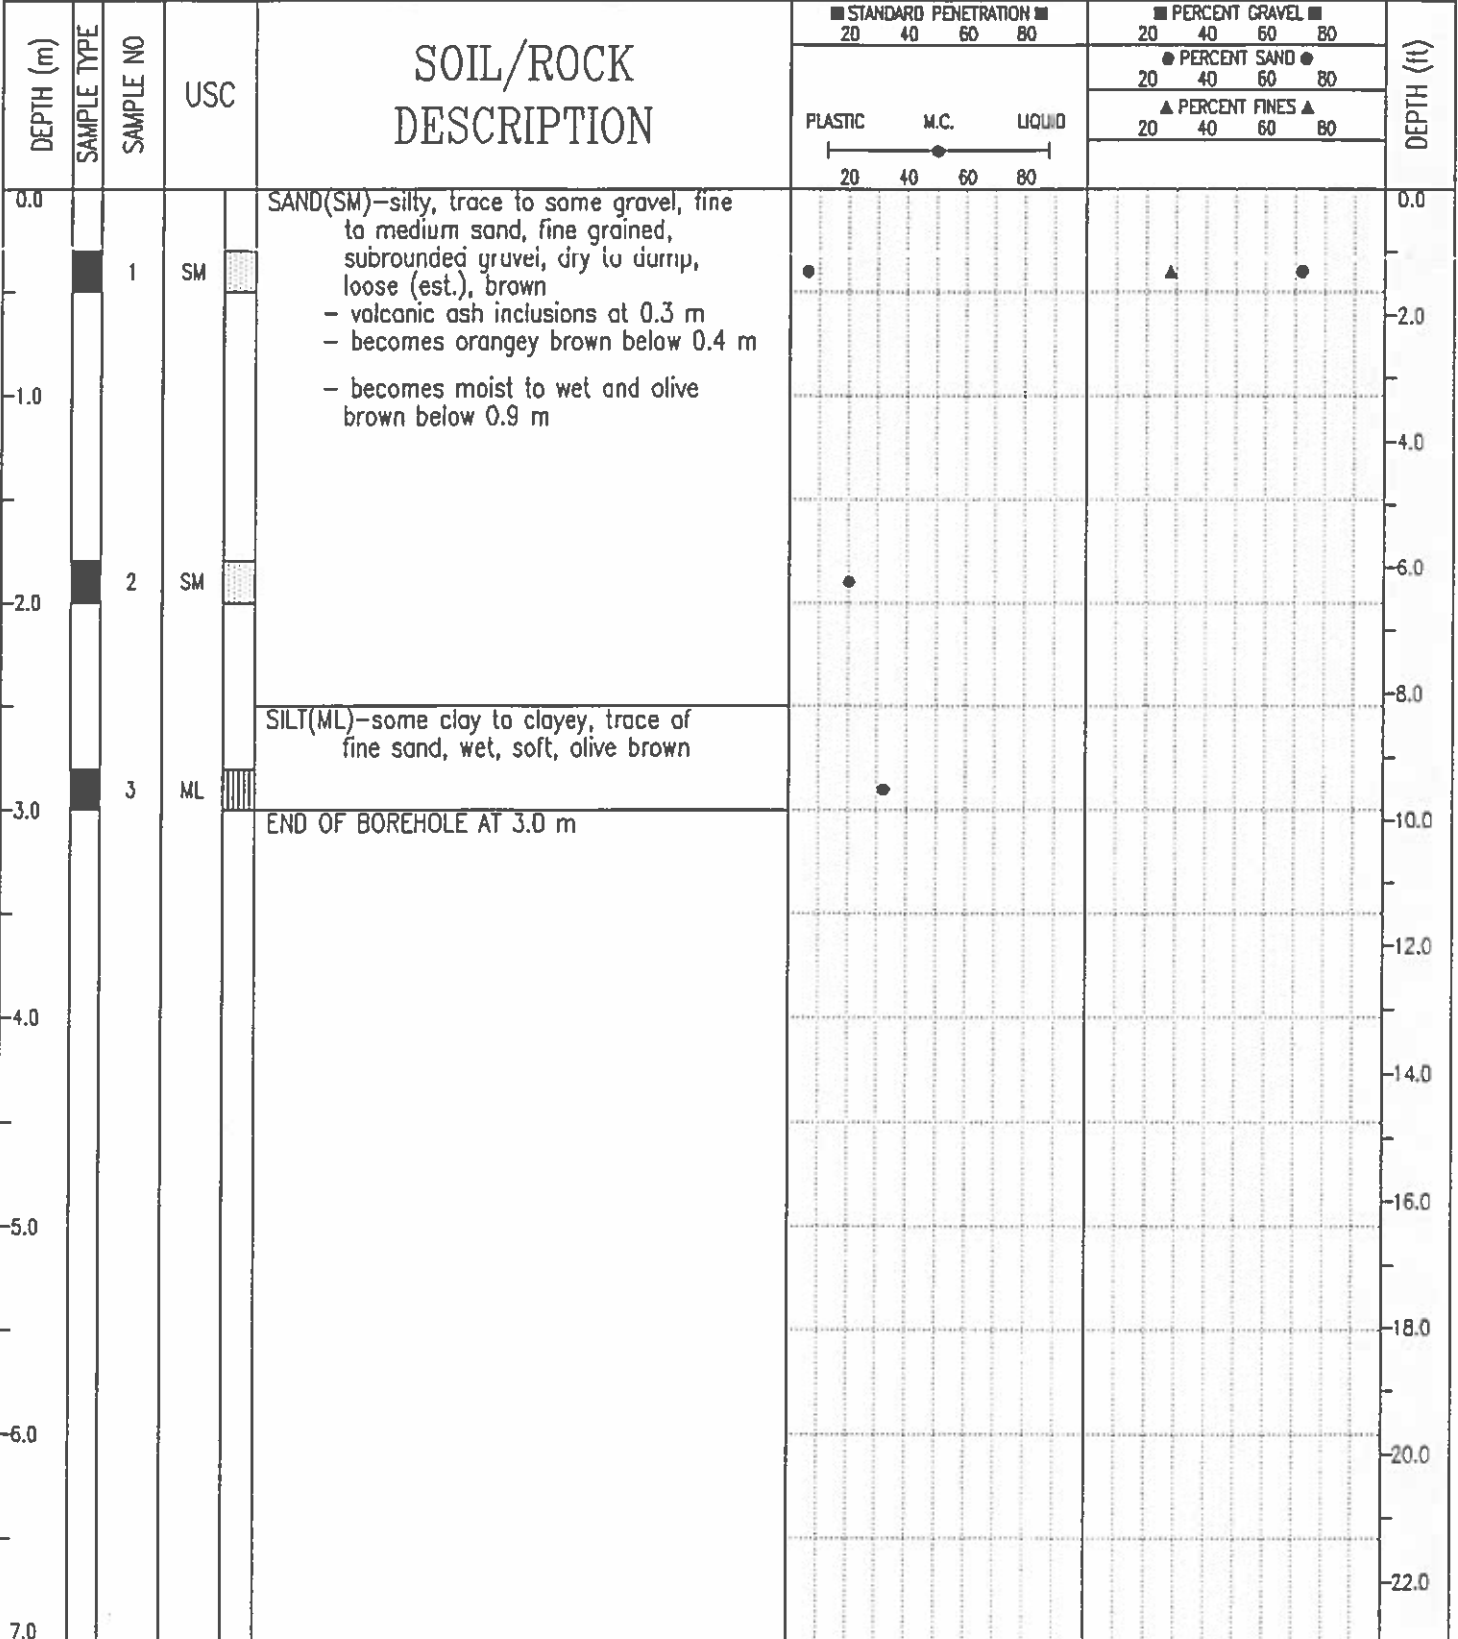 DEPTH (m)
SAMPLE TYPE
SAMPLE NO
USC
SOIL/ROCK
DESCRIPTION
■ STANDARD PENETRATION ■
20 40 60 80
PLASTIC M.C. LIQUID
20 40 60 80
■ PERCENT GRAVEL ■
20 40 60 80
● PERCENT SAND ●
20 40 60 80
▲ PERCENT FINES ▲
20 40 60 80
DEPTH (ft)
0.0
SAND(SM)-silty, trace to some gravel, fine
to medium sand, fine grained,
subrounded gravel, dry to damp,
loose (est.), brown
- volcanic ash inclusions at 0.3 m
- becomes orangey brown below 0.4 m
- becomes moist to wet and olive
brown below 0.9 m
1 SM
2 SM
SILT(ML)-some clay to clayey, trace of
fine sand, wet, soft, olive brown
3 ML
END OF BOREHOLE AT 3.0 m
1.0
2.0
3.0
4.0
5.0
6.0
7.0
0.0
2.0
4.0
6.0
8.0
10.0
12.0
14.0
16.0
18.0
20.0
22.0